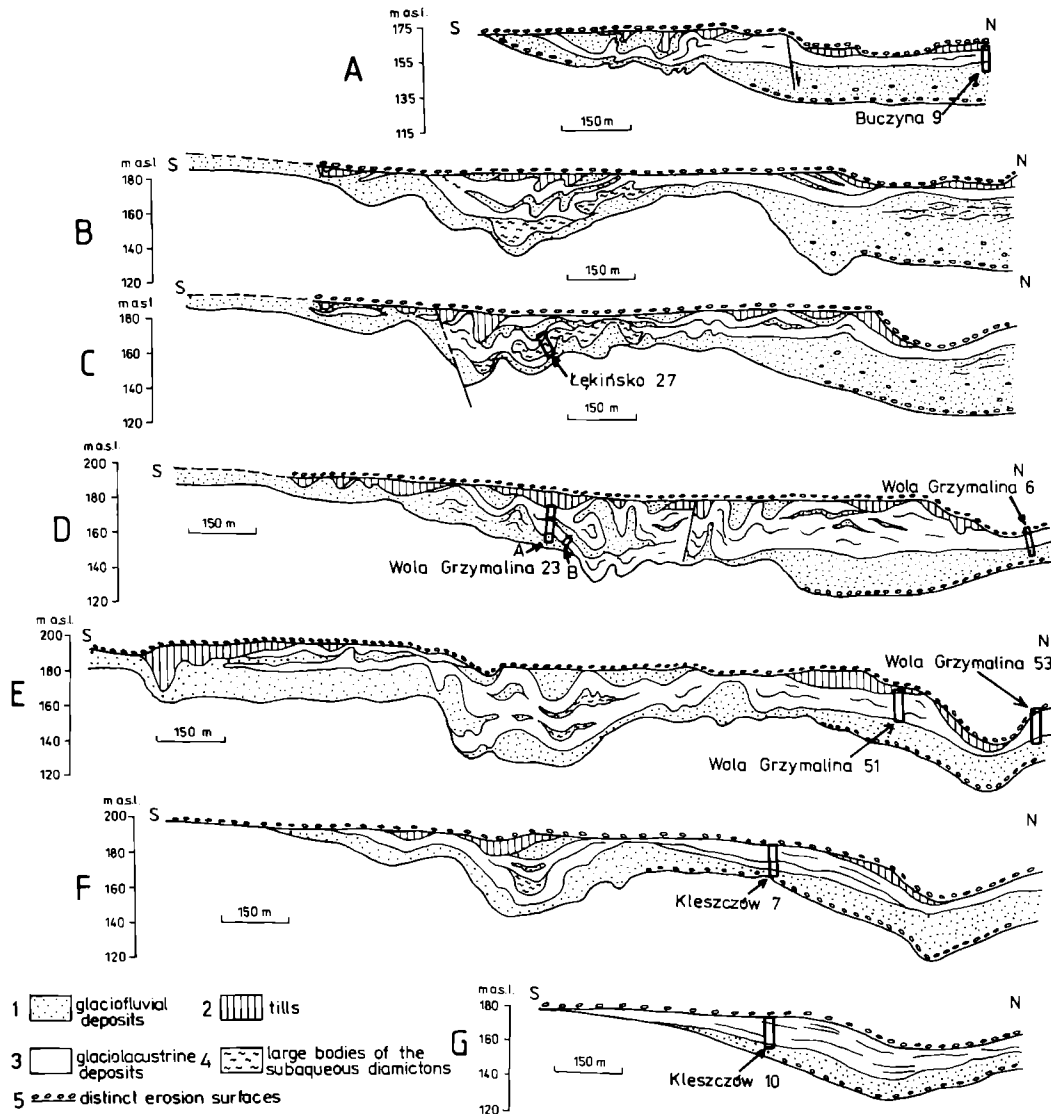 m a.s.l.
S
N
175
A
155
135
115
150 m
Buczyna 9
m a.s.l.
S
N
180
B
160
140
120
150 m
m a.s.l
S
N
180
C
160
140
120
Łękińsko 27
150 m
m a.s.l.
200
S
N
Wola Grzymalina 6
180
D
160
150 m
140
A
B
Wola Grzymalina 23
120
m a.s.l.
200
S
N
Wola Grzymalina 53
180
E
160
150 m
140
Wola Grzymalina 51
120
m a.s.l.
200
S
N
180
F
160
150 m
Kleszczów 7
140
120
m a.s.l.
180
S
N
G
160
140
120
150 m
Kleszczów 10
1 glaciofluvial deposits
2 tills
3 glaciolacustrine deposits
4 large bodies of the subaqueous diamictons
5 distinct erosion surfaces